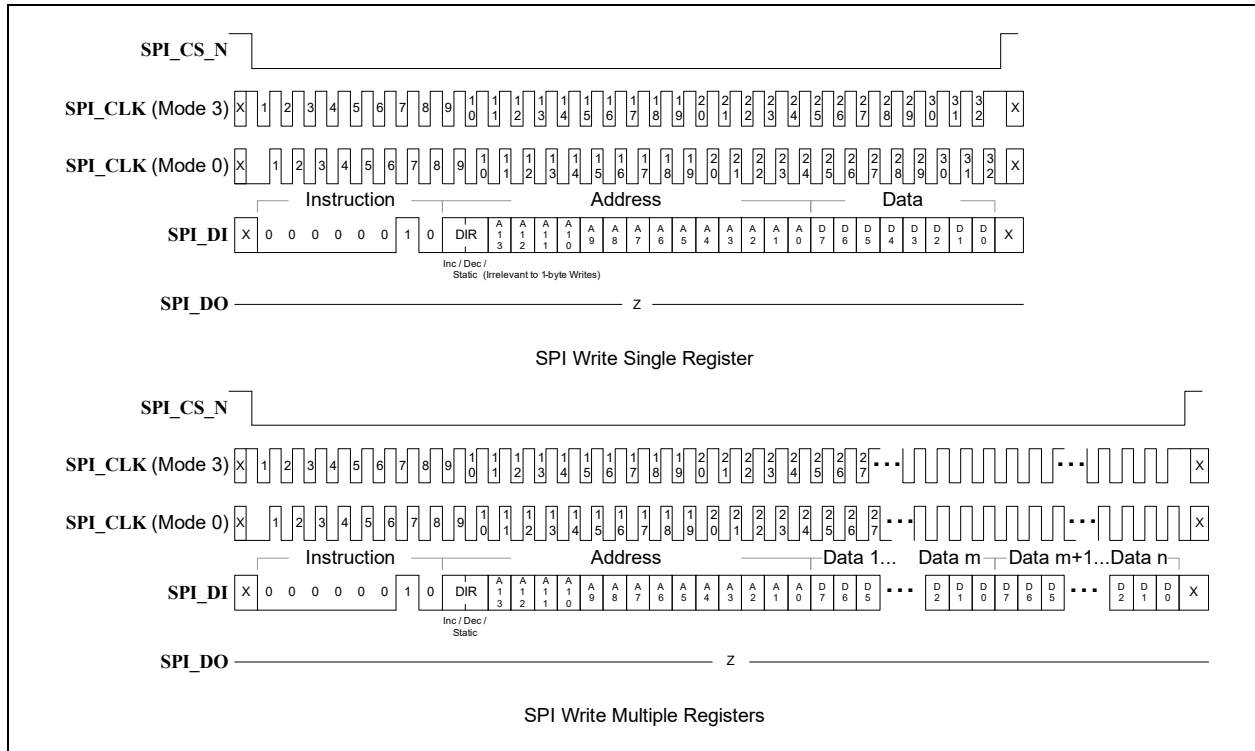 SPI_CS_N
SPI_CLK (Mode 3) X 1 2 3 4 5 6 7 8 9 10 11 12 13 14 15 16 17 18 19 20 21 22 23 24 25 26 27 28 29 30 31 32 X
SPI_CLK (Mode 0) X 1 2 3 4 5 6 7 8 9 10 11 12 13 14 15 16 17 18 19 20 21 22 23 24 25 26 27 28 29 30 31 32 X
Instruction Address Data
SPI_DI X 0 0 0 0 0 0 1 0 DIR A13 A12 A11 A10 A9 A8 A7 A6 A5 A4 A3 A2 A1 A0 D7 D6 D5 D4 D3 D2 D1 D0 X
Inc / Dec /
Static (Irrelevant to 1-byte Writes)
SPI_DO Z
SPI Write Single Register
SPI_CS_N
SPI_CLK (Mode 3) X 1 2 3 4 5 6 7 8 9 10 11 12 13 14 15 16 17 18 19 20 21 22 23 24 25 26 27 ... ... X
SPI_CLK (Mode 0) X 1 2 3 4 5 6 7 8 9 10 11 12 13 14 15 16 17 18 19 20 21 22 23 24 25 26 27 ... ... X
Instruction Address Data 1... Data m Data m+1...Data n
SPI_DI X 0 0 0 0 0 0 1 0 DIR A13 A12 A11 A10 A9 A8 A7 A6 A5 A4 A3 A2 A1 A0 D7 D6 D5 ... D2 D1 D0 D7 D6 D5 ... D2 D1 D0 X
Inc / Dec /
Static
SPI_DO Z
SPI Write Multiple Registers